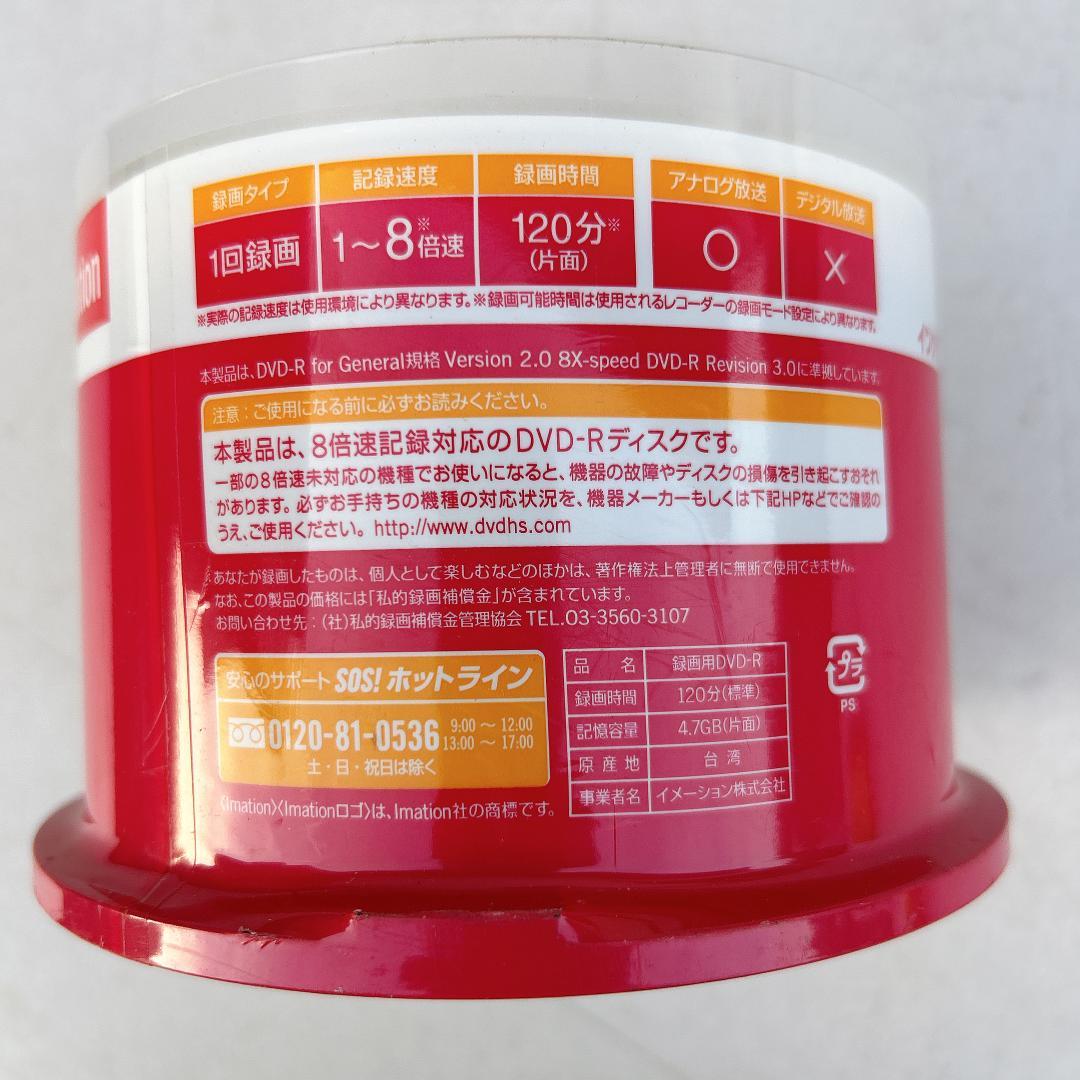 録画タイプ 記録速度 録画時間 アナログ放送 デジタル放送
1回録画 1～8※倍速 120分※ ○ ×
(片面)
※実際の記録速度は使用環境により異なります。※録画可能時間は使用されるレコーダーの録画モード設定により異なります。
tion
本製品は、DVD-R for General規格 Version 2.0 8X-speed DVD-R Revision 3.0に準拠しています。
注意：ご使用になる前に必ずお読みください。
本製品は、8倍速記録対応のDVD-Rディスクです。
一部の8倍速未対応の機種でお使いになると、機器の故障やディスクの損傷を引き起こすおそれ
があります。必ずお手持ちの機種の対応状況を、機器メーカーもしくは下記HPなどでご確認の
うえ、ご使用ください。http://www.dvdhs.com
あなたが録画したものは、個人として楽しむなどのほかは、著作権法上管理者に無断で使用できません。
なお、この製品の価格には「私的録画補償金」が含まれています。
お問い合わせ先：(社)私的録画補償金管理協会 TEL.03-3560-3107
安心のサポート SOS!ホットライン
0120-81-0536 9:00 ～ 12:00
13:00 ～ 17:00
土・日・祝日は除く
〈Imation〉〈Imationロゴ〉は、Imation社の商標です。
品名 録画用DVD-R
録画時間 120分(標準)
記憶容量 4.7GB(片面)
原産地 台湾
事業者名 イメーション株式会社
プラ
PS